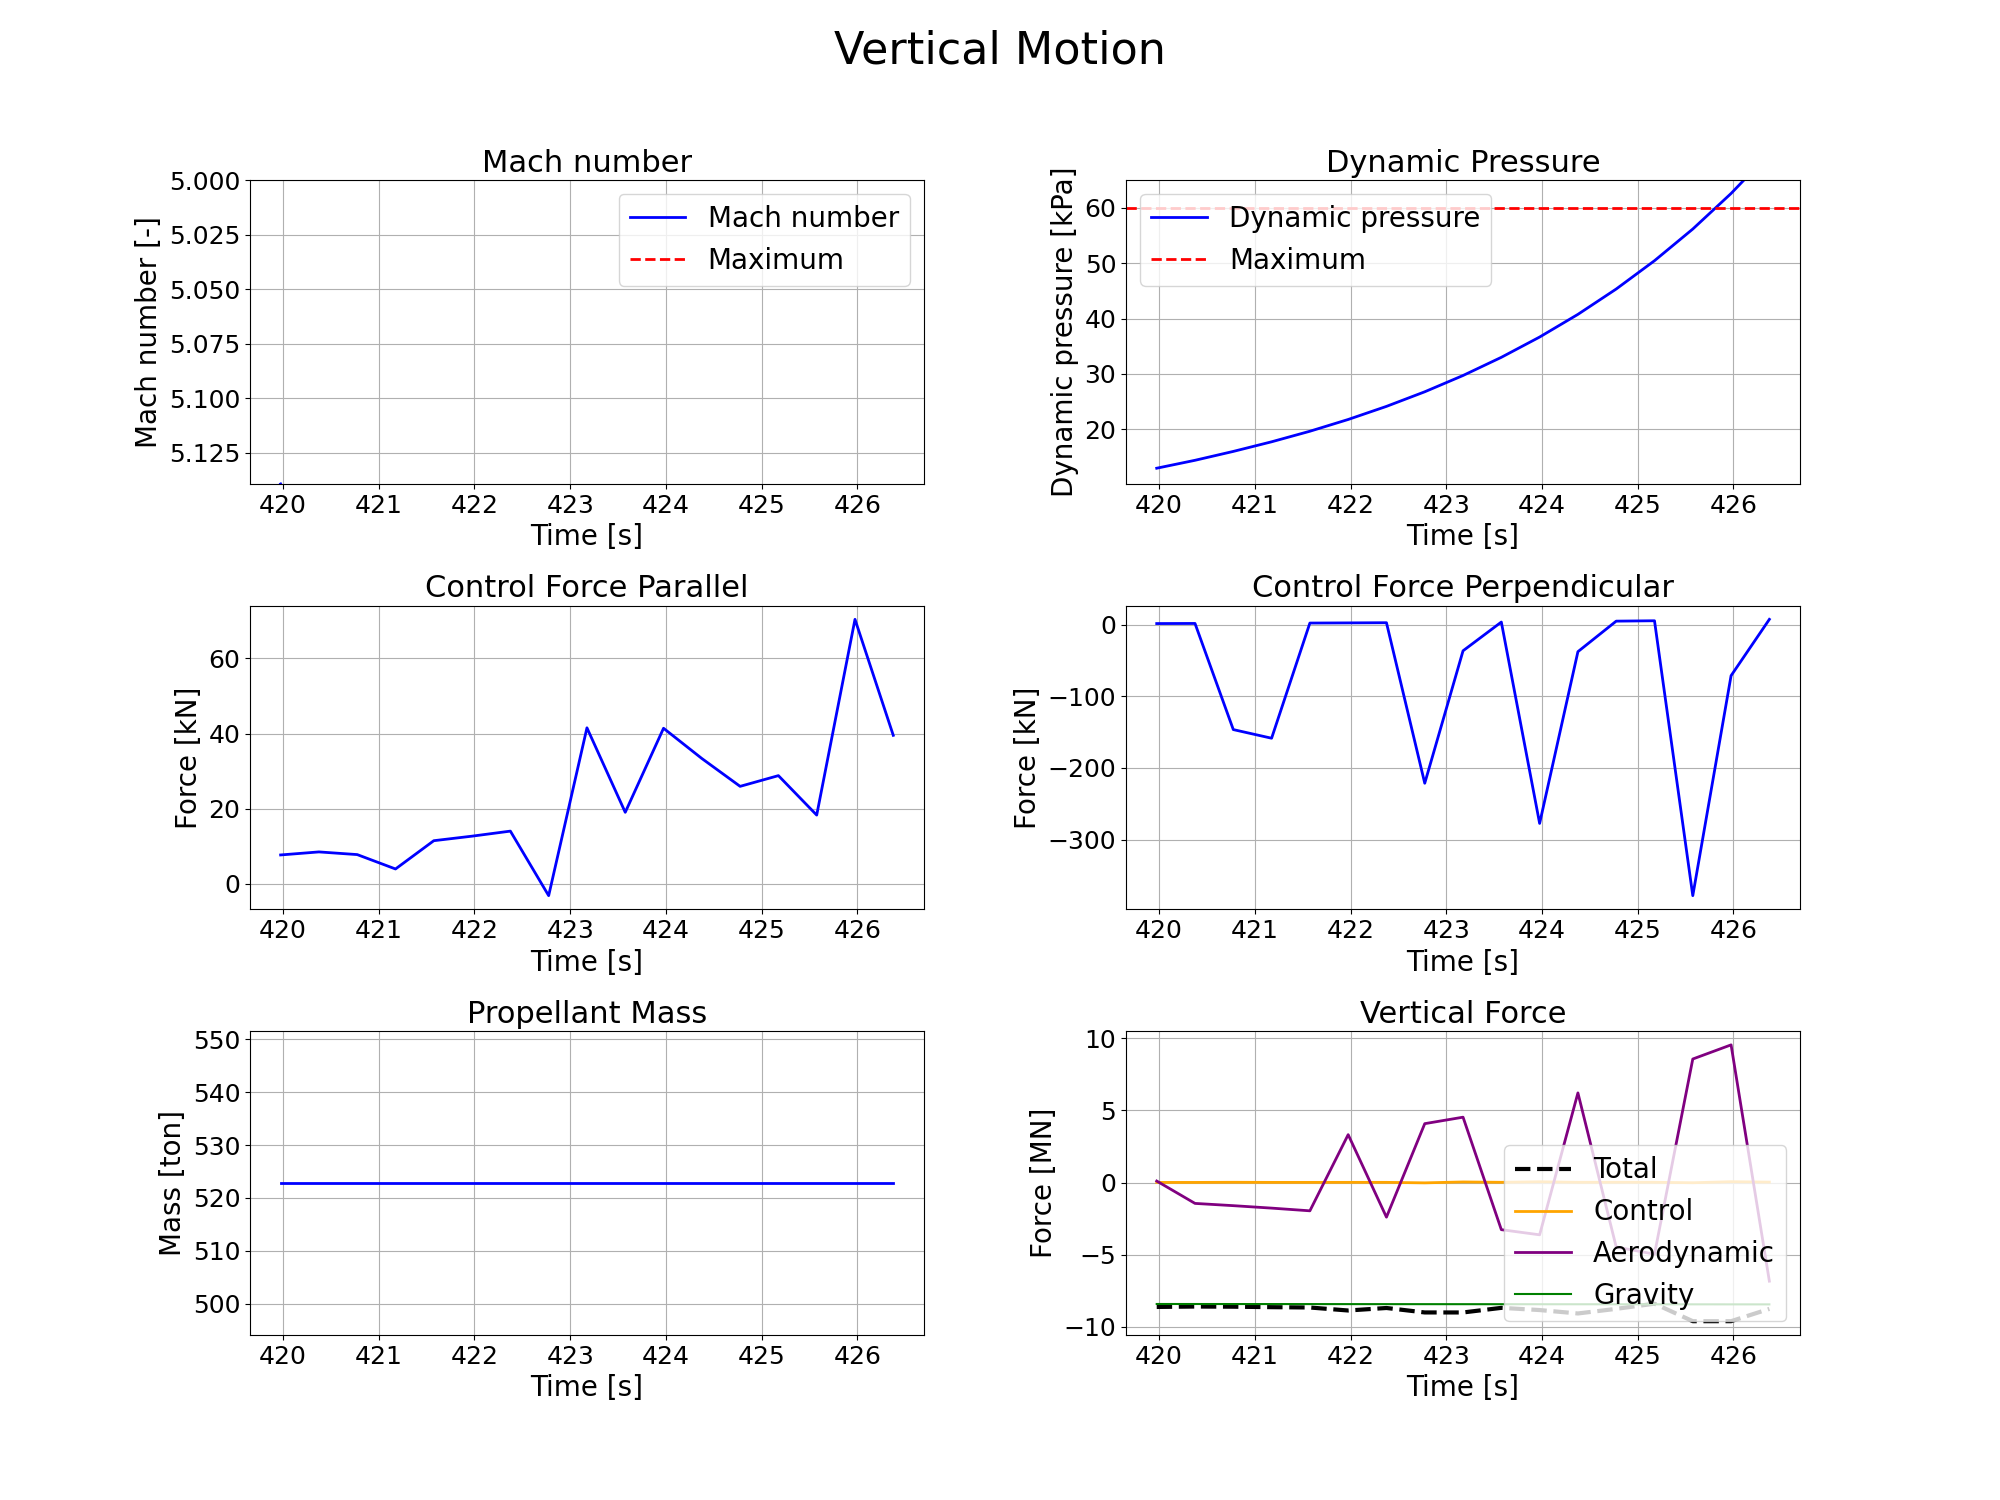 Vertical Motion
Mach number
Mach number [-]
5.000
5.025
5.050
5.075
5.100
5.125
Mach number
Maximum
420 421 422 423 424 425 426
Time [s]
Dynamic Pressure
Dynamic pressure [kPa]
60
50
40
30
20
Dynamic pressure
Maximum
420 421 422 423 424 425 426
Time [s]
Control Force Parallel
Force [kN]
60
40
20
0
420 421 422 423 424 425 426
Time [s]
Control Force Perpendicular
Force [kN]
0
−100
−200
−300
420 421 422 423 424 425 426
Time [s]
Propellant Mass
Mass [ton]
550
540
530
520
510
500
420 421 422 423 424 425 426
Time [s]
Vertical Force
Force [MN]
10
5
0
−5
−10
Total
Control
Aerodynamic
Gravity
420 421 422 423 424 425 426
Time [s]